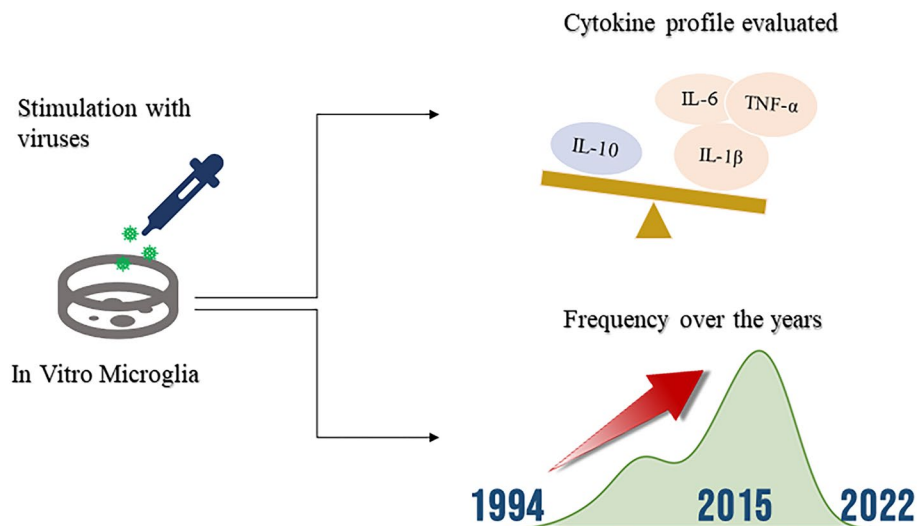 Stimulation with
viruses
In Vitro Microglia
Cytokine profile evaluated
IL-6
TNF-α
IL-10
IL-1β
Frequency over the years
1994
2015
2022